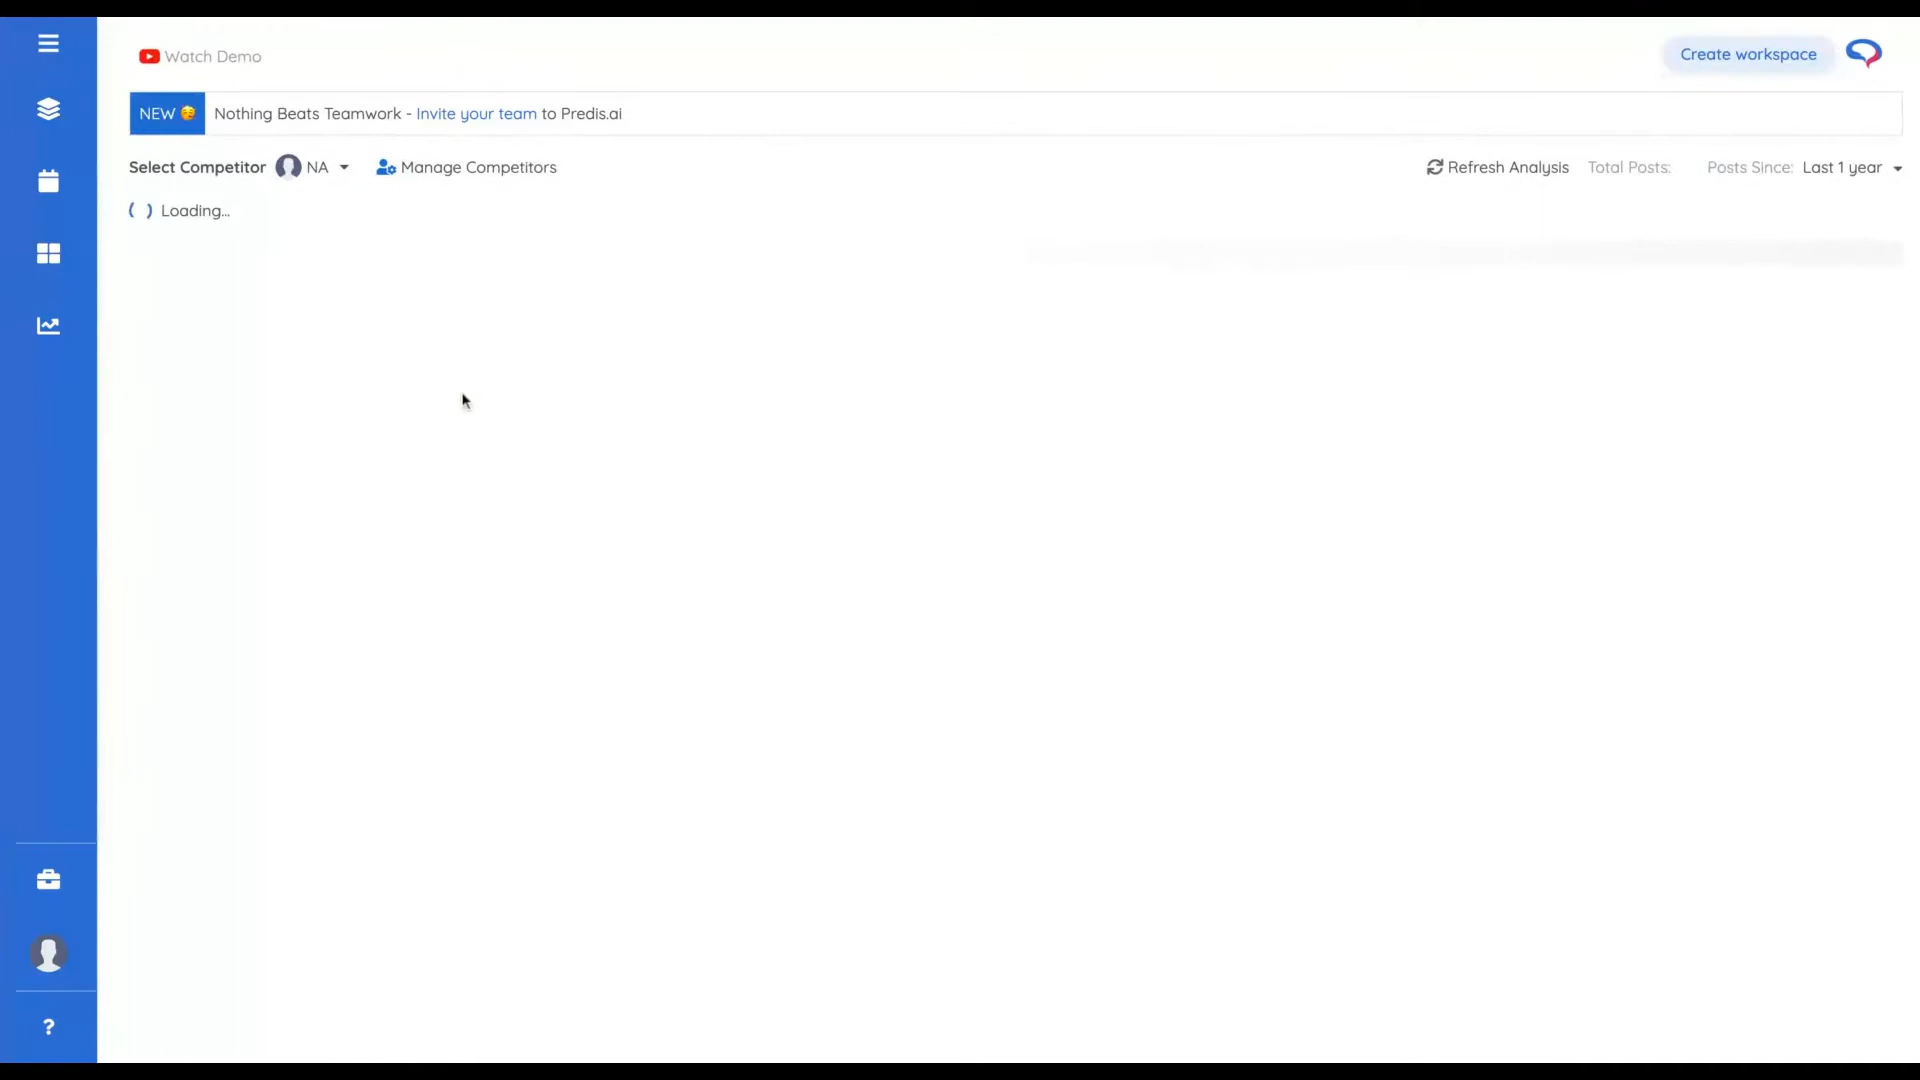 Watch Demo
Create workspace
NEW 🥳 Nothing Beats Teamwork - Invite your team to Predis.ai
Select Competitor NA Manage Competitors Refresh Analysis Total Posts: Posts Since: Last 1 year
Loading...
?